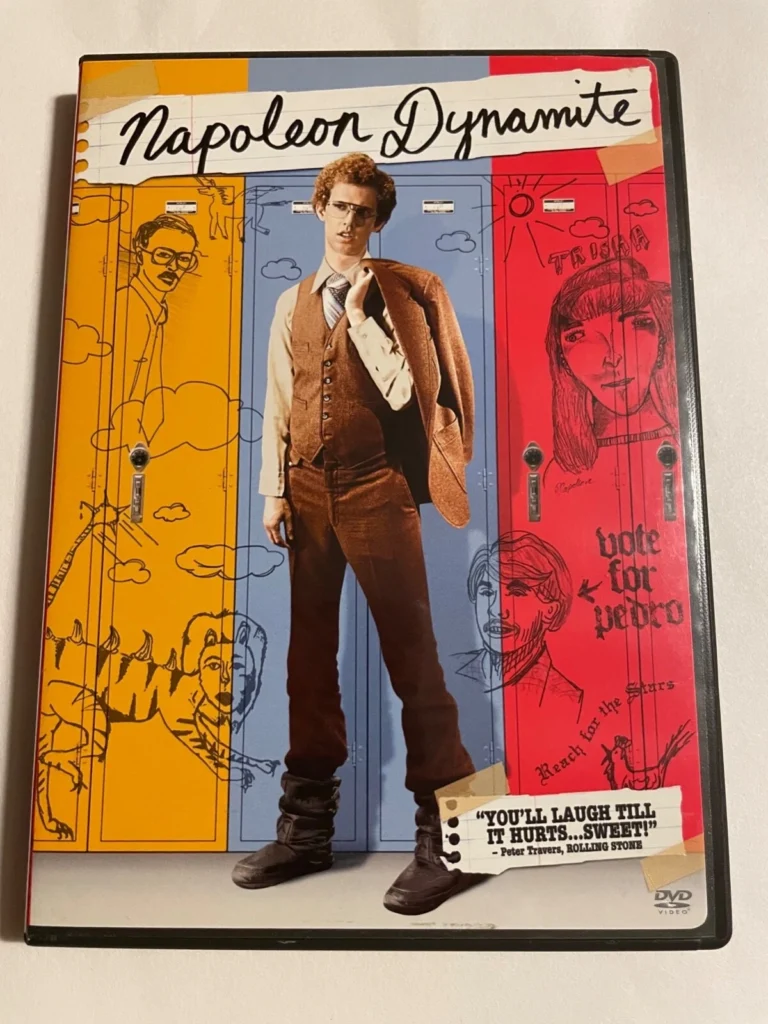 Napoleon Dynamite
TRISHA
Napoleon
vote
for
pedro
Reach for the Stars
"YOU'LL LAUGH TILL
IT HURTS...SWEET!"
– Peter Travers, ROLLING STONE
DVD
VIDEO